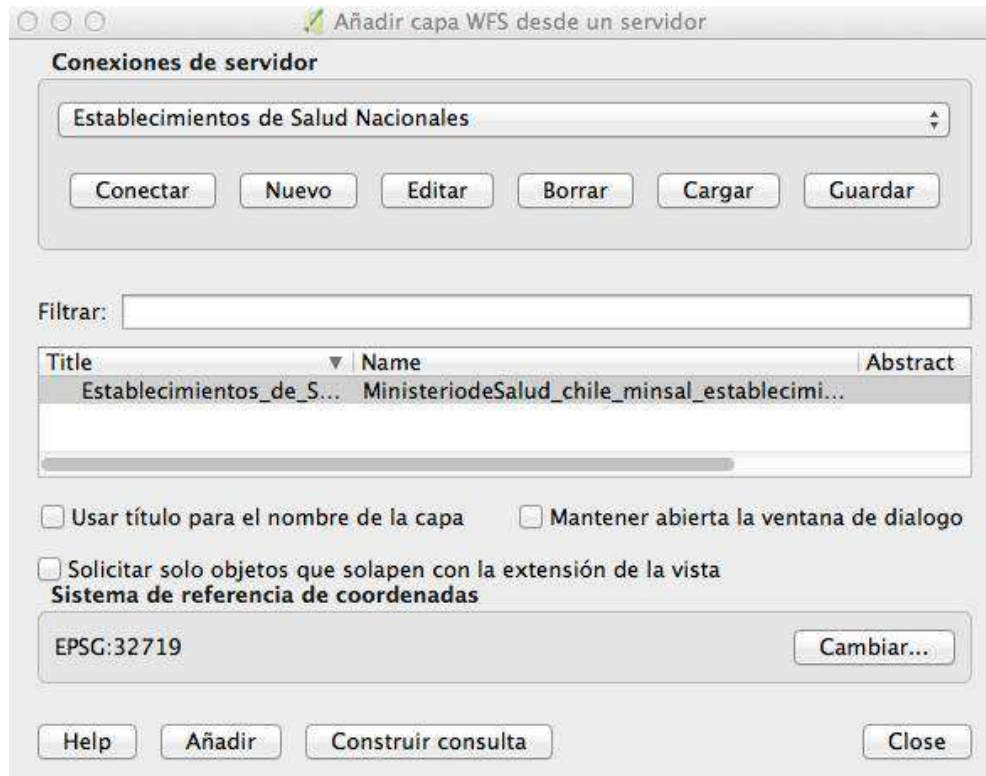 Añadir capa WFS desde un servidor
Conexiones de servidor
Establecimientos de Salud Nacionales
Conectar Nuevo Editar Borrar Cargar Guardar
Filtrar:
Title Name Abstract
Establecimientos_de_S... MinisteriodeSalud_chile_minsal_establecimi...
Usar título para el nombre de la capa Mantener abierta la ventana de dialogo
Solicitar solo objetos que solapen con la extensión de la vista
Sistema de referencia de coordenadas
EPSG:32719 Cambiar...
Help Añadir Construir consulta Close